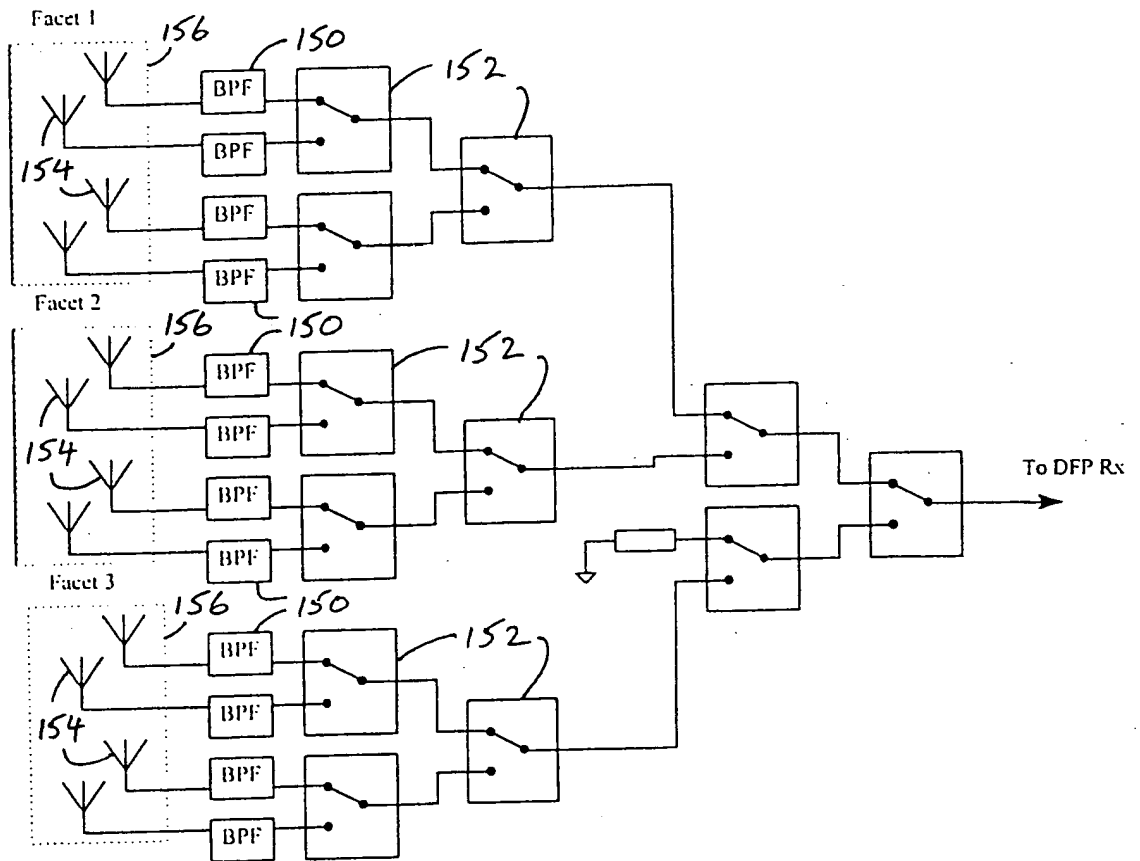 Facet 1
156
150
BPF
152
BPF
154
BPF
BPF
Facet 2
156
150
BPF
152
BPF
154
To DFP Rx
BPF
BPF
Facet 3
156
150
BPF
152
BPF
154
BPF
BPF